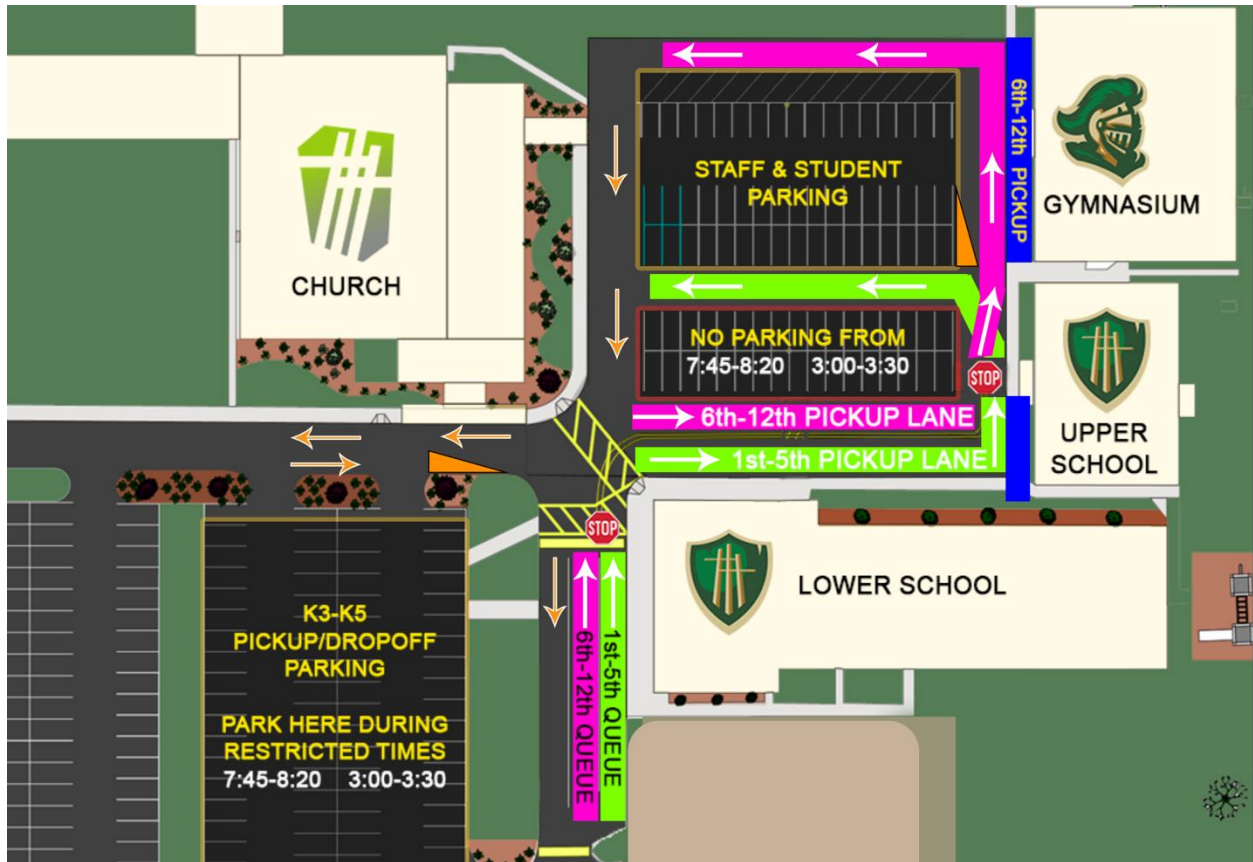 6th-12th PICKUP
STAFF & STUDENT
PARKING
GYMNASIUM
CHURCH
NO PARKING FROM
7:45-8:20 3:00-3:30
STOP
6th-12th PICKUP LANE
1st-5th PICKUP LANE
UPPER
SCHOOL
STOP
LOWER SCHOOL
6th-12th QUEUE
1st-5th QUEUE
K3-K5
PICKUP/DROPOFF
PARKING
PARK HERE DURING
RESTRICTED TIMES
7:45-8:20 3:00-3:30